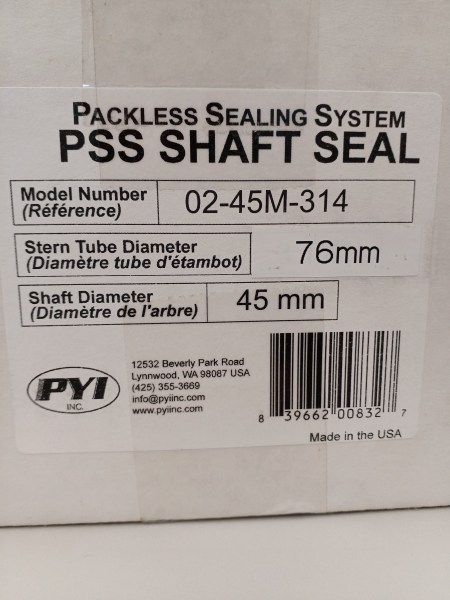 PACKLESS SEALING SYSTEM
PSS SHAFT SEAL
Model Number
(Référence)
02-45M-314
Stern Tube Diameter
(Diamètre tube d'étambot)
76mm
Shaft Diameter
(Diamètre de l'arbre)
45 mm
PYI
INC.
12532 Beverly Park Road
Lynnwood, WA 98087 USA
(425) 355-3669
info@pyiinc.com
www.pyiinc.com
8 39662 00832 7
Made in the USA